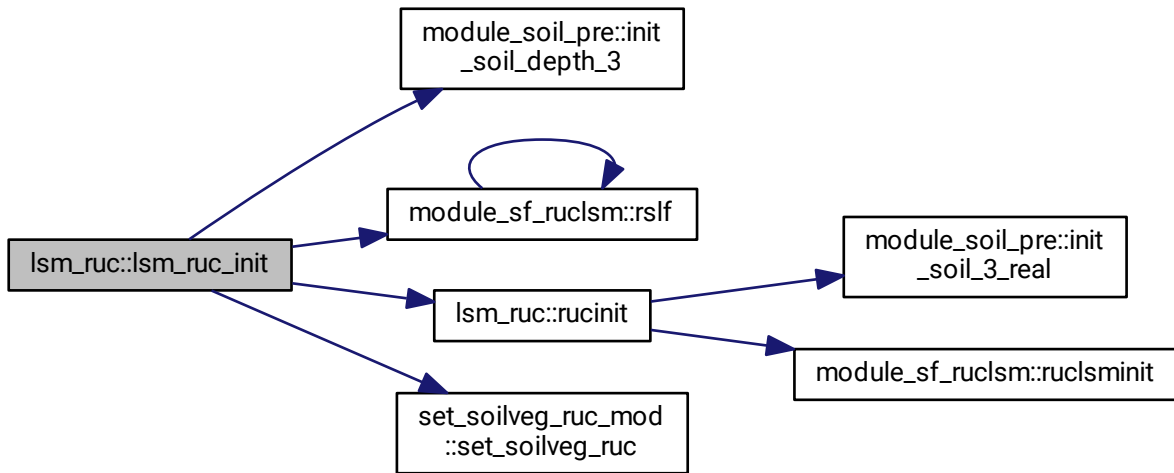 module_soil_pre::init
_soil_depth_3
module_sf_ruclsm::rslf
lsm_ruc::lsm_ruc_init
module_soil_pre::init
_soil_3_real
lsm_ruc::rucinit
module_sf_ruclsm::ruclsminit
set_soilveg_ruc_mod
::set_soilveg_ruc